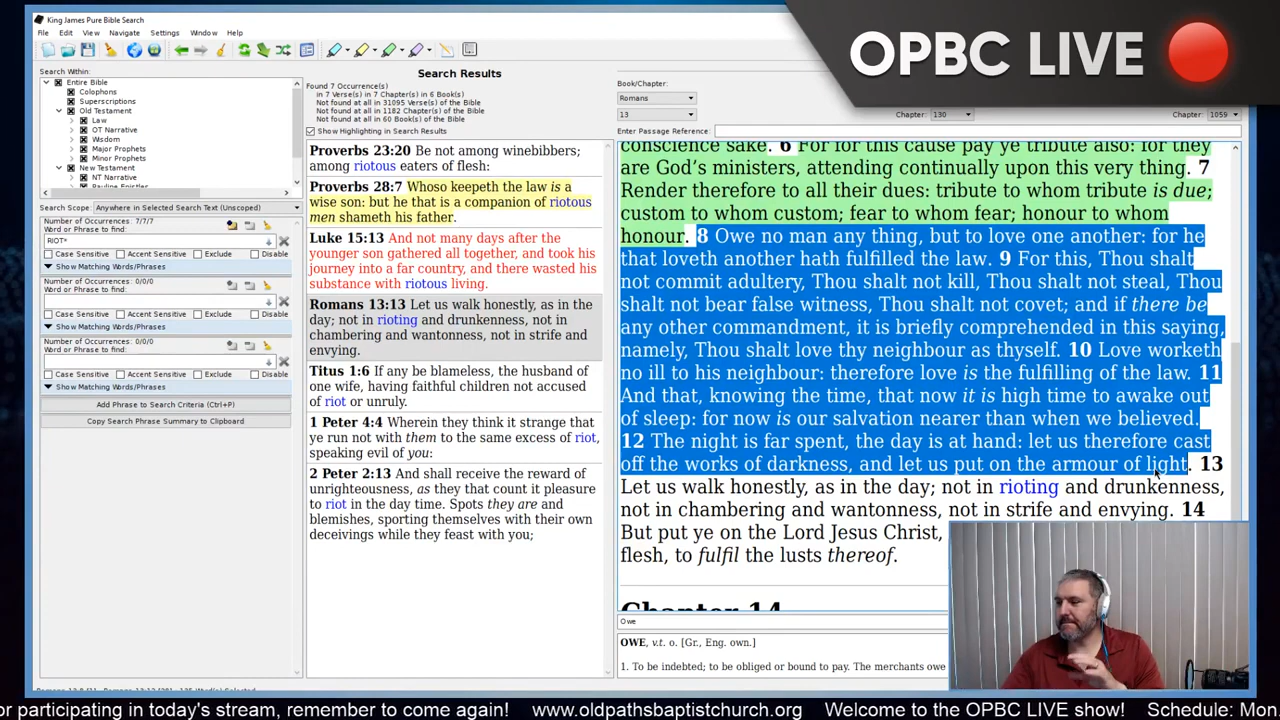 King James Pure Bible Search
File Edit View Navigate Settings Window Help
OPBC LIVE
Search Within:
Entire Bible
Colophons
Superscriptions
Old Testament
Law
OT Narrative
Wisdom
Major Prophets
Minor Prophets
New Testament
NT Narrative
Pauline Epistles
Search Scope: Anywhere in Selected Search Text (Unscoped)
Number of Occurrences: 7/7/7
Word or Phrase to find:
RIOT*
Case Sensitive Accent Sensitive Exclude Disable
Show Matching Words/Phrases
Number of Occurrences: 0/0/0
Word or Phrase to find:
Case Sensitive Accent Sensitive Exclude Disable
Show Matching Words/Phrases
Number of Occurrences: 0/0/0
Word or Phrase to find:
Case Sensitive Accent Sensitive Exclude Disable
Show Matching Words/Phrases
Add Phrase to Search Criteria (Ctrl+P)
Copy Search Phrase Summary to Clipboard
Search Results
Found 7 Occurrence(s)
in 7 Verse(s) in 7 Chapter(s) in 6 Book(s)
Not found at all in 31095 Verse(s) of the Bible
Not found at all in 1182 Chapter(s) of the Bible
Not found at all in 60 Book(s) of the Bible
Show Highlighting in Search Results
Proverbs 23:20 Be not among winebibbers;
among riotous eaters of flesh:
Proverbs 28:7 Whoso keepeth the law is a
wise son: but he that is a companion of riotous
men shameth his father.
Luke 15:13 And not many days after the
younger son gathered all together, and took his
journey into a far country, and there wasted his
substance with riotous living.
Romans 13:13 Let us walk honestly, as in the
day; not in rioting and drunkenness, not in
chambering and wantonness, not in strife and
envying.
Titus 1:6 If any be blameless, the husband of
one wife, having faithful children not accused
of riot or unruly.
1 Peter 4:4 Wherein they think it strange that
ye run not with them to the same excess of riot,
speaking evil of you:
2 Peter 2:13 And shall receive the reward of
unrighteousness, as they that count it pleasure
to riot in the day time. Spots they are and
blemishes, sporting themselves with their own
deceivings while they feast with you;
Book/Chapter:
Romans
13 Chapter: 130 Chapter: 1059
Enter Passage Reference:
conscience sake. 6 For for this cause pay ye tribute also: for they
are God's ministers, attending continually upon this very thing. 7
Render therefore to all their dues: tribute to whom tribute is due;
custom to whom custom; fear to whom fear; honour to whom
honour. 8 Owe no man any thing, but to love one another: for he
that loveth another hath fulfilled the law. 9 For this, Thou shalt
not commit adultery, Thou shalt not kill, Thou shalt not steal, Thou
shalt not bear false witness, Thou shalt not covet; and if there be
any other commandment, it is briefly comprehended in this saying,
namely, Thou shalt love thy neighbour as thyself. 10 Love worketh
no ill to his neighbour: therefore love is the fulfilling of the law. 11
And that, knowing the time, that now it is high time to awake out
of sleep: for now is our salvation nearer than when we believed.
12 The night is far spent, the day is at hand: let us therefore cast
off the works of darkness, and let us put on the armour of light. 13
Let us walk honestly, as in the day; not in rioting and drunkenness,
not in chambering and wantonness, not in strife and envying. 14
But put ye on the Lord Jesus Christ,
flesh, to fulfil the lusts thereof.
Chapter 14
Owe
OWE, v.t. o. [Gr., Eng. own.]
1. To be indebted; to be obliged or bound to pay. The merchants owe
or participating in today's stream, remember to come again! www.oldpathsbaptistchurch.org Welcome to the OPBC LIVE show! Schedule: Mon